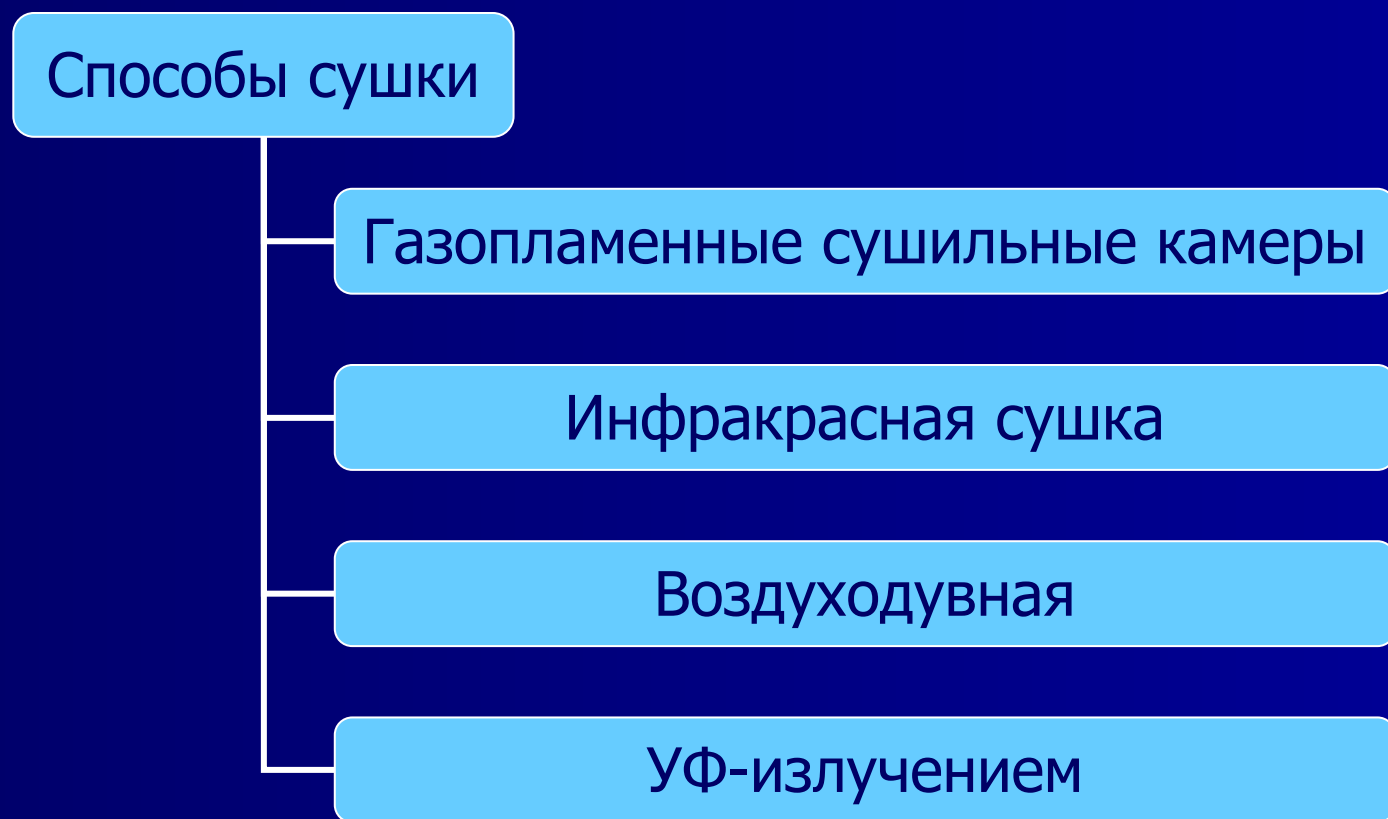 Способы сушки
Газопламенные сушильные камеры
Инфракрасная сушка
Воздуходувная
УФ-излучением